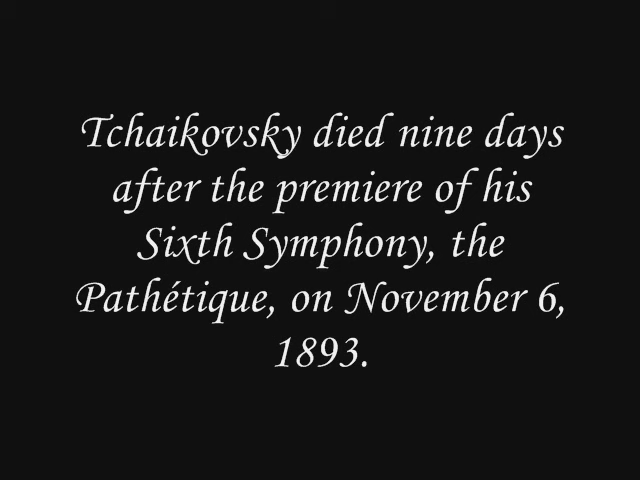 Tchaikovsky died nine days
after the premiere of his
Sixth Symphony, the
Pathétique, on November 6,
1893.